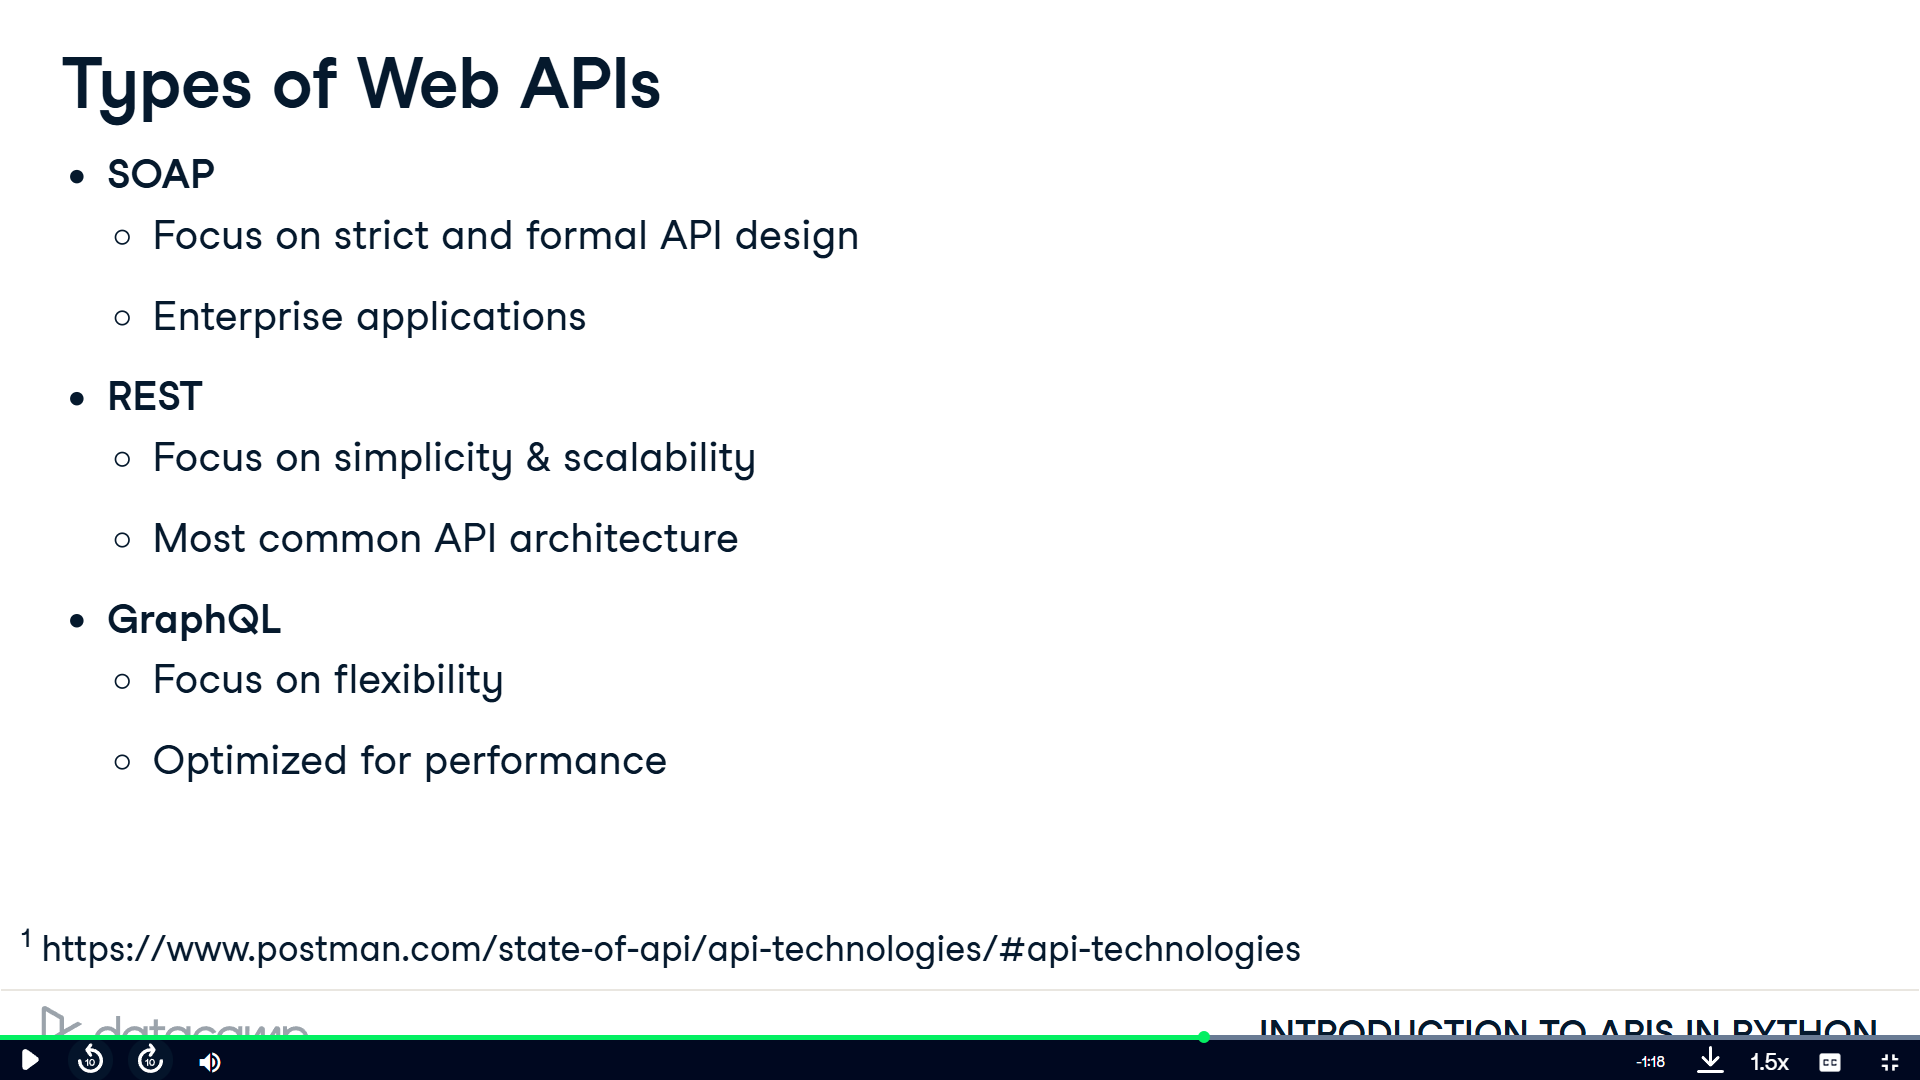 Types of Web APIs
• SOAP
○ Focus on strict and formal API design
○ Enterprise applications
• REST
○ Focus on simplicity & scalability
○ Most common API architecture
• GraphQL
○ Focus on flexibility
○ Optimized for performance
1 https://www.postman.com/state-of-api/api-technologies/#api-technologies
datacamp
INTRODUCTION TO APIS IN PYTHON
10
10
-1:18
1.5x
CC